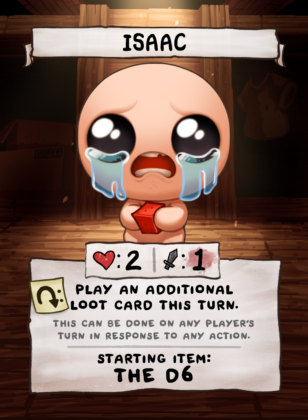 ISAAC
:2 :1
PLAY AN ADDITIONAL
LOOT CARD THIS TURN.
THIS CAN BE DONE ON ANY PLAYER'S
TURN IN RESPONSE TO ANY ACTION.
STARTING ITEM:
THE D6